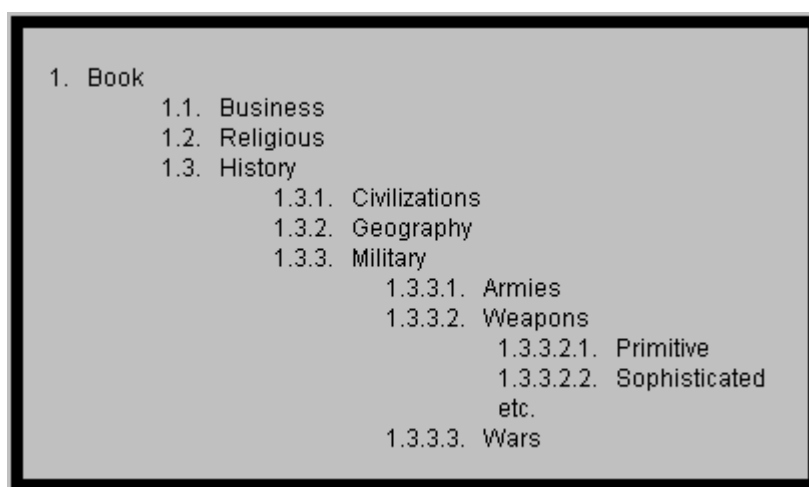 1. Book
1.1. Business
1.2. Religious
1.3. History
1.3.1. Civilizations
1.3.2. Geography
1.3.3. Military
1.3.3.1. Armies
1.3.3.2. Weapons
1.3.3.2.1. Primitive
1.3.3.2.2. Sophisticated
etc.
1.3.3.3. Wars